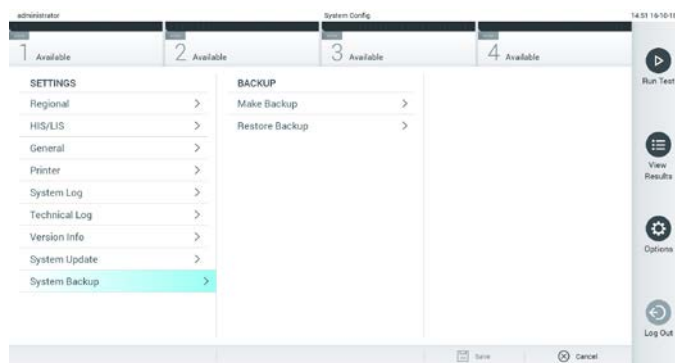 administrator System Config 14:51 16-10-18
1 Available 2 Available 3 Available 4 Available
Run Test
SETTINGS BACKUP
Regional
Make Backup
HIS/LIS
Restore Backup
General
Printer
System Log
Technical Log
Version Info
System Update
System Backup
View
Results
Options
Log Out
Save Cancel